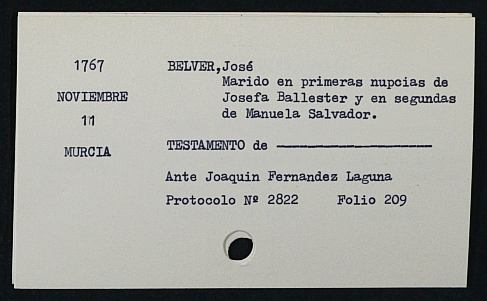 1767
BELVER,José
Marido en primeras nupcias de
NOVIEMBRE
Josefa Ballester y en segundas
11
de Manuela Salvador.
MURCIA
TESTAMENTO de --------------------
Ante Joaquin Fernandez Laguna
Protocolo Nº 2822 Folio 209